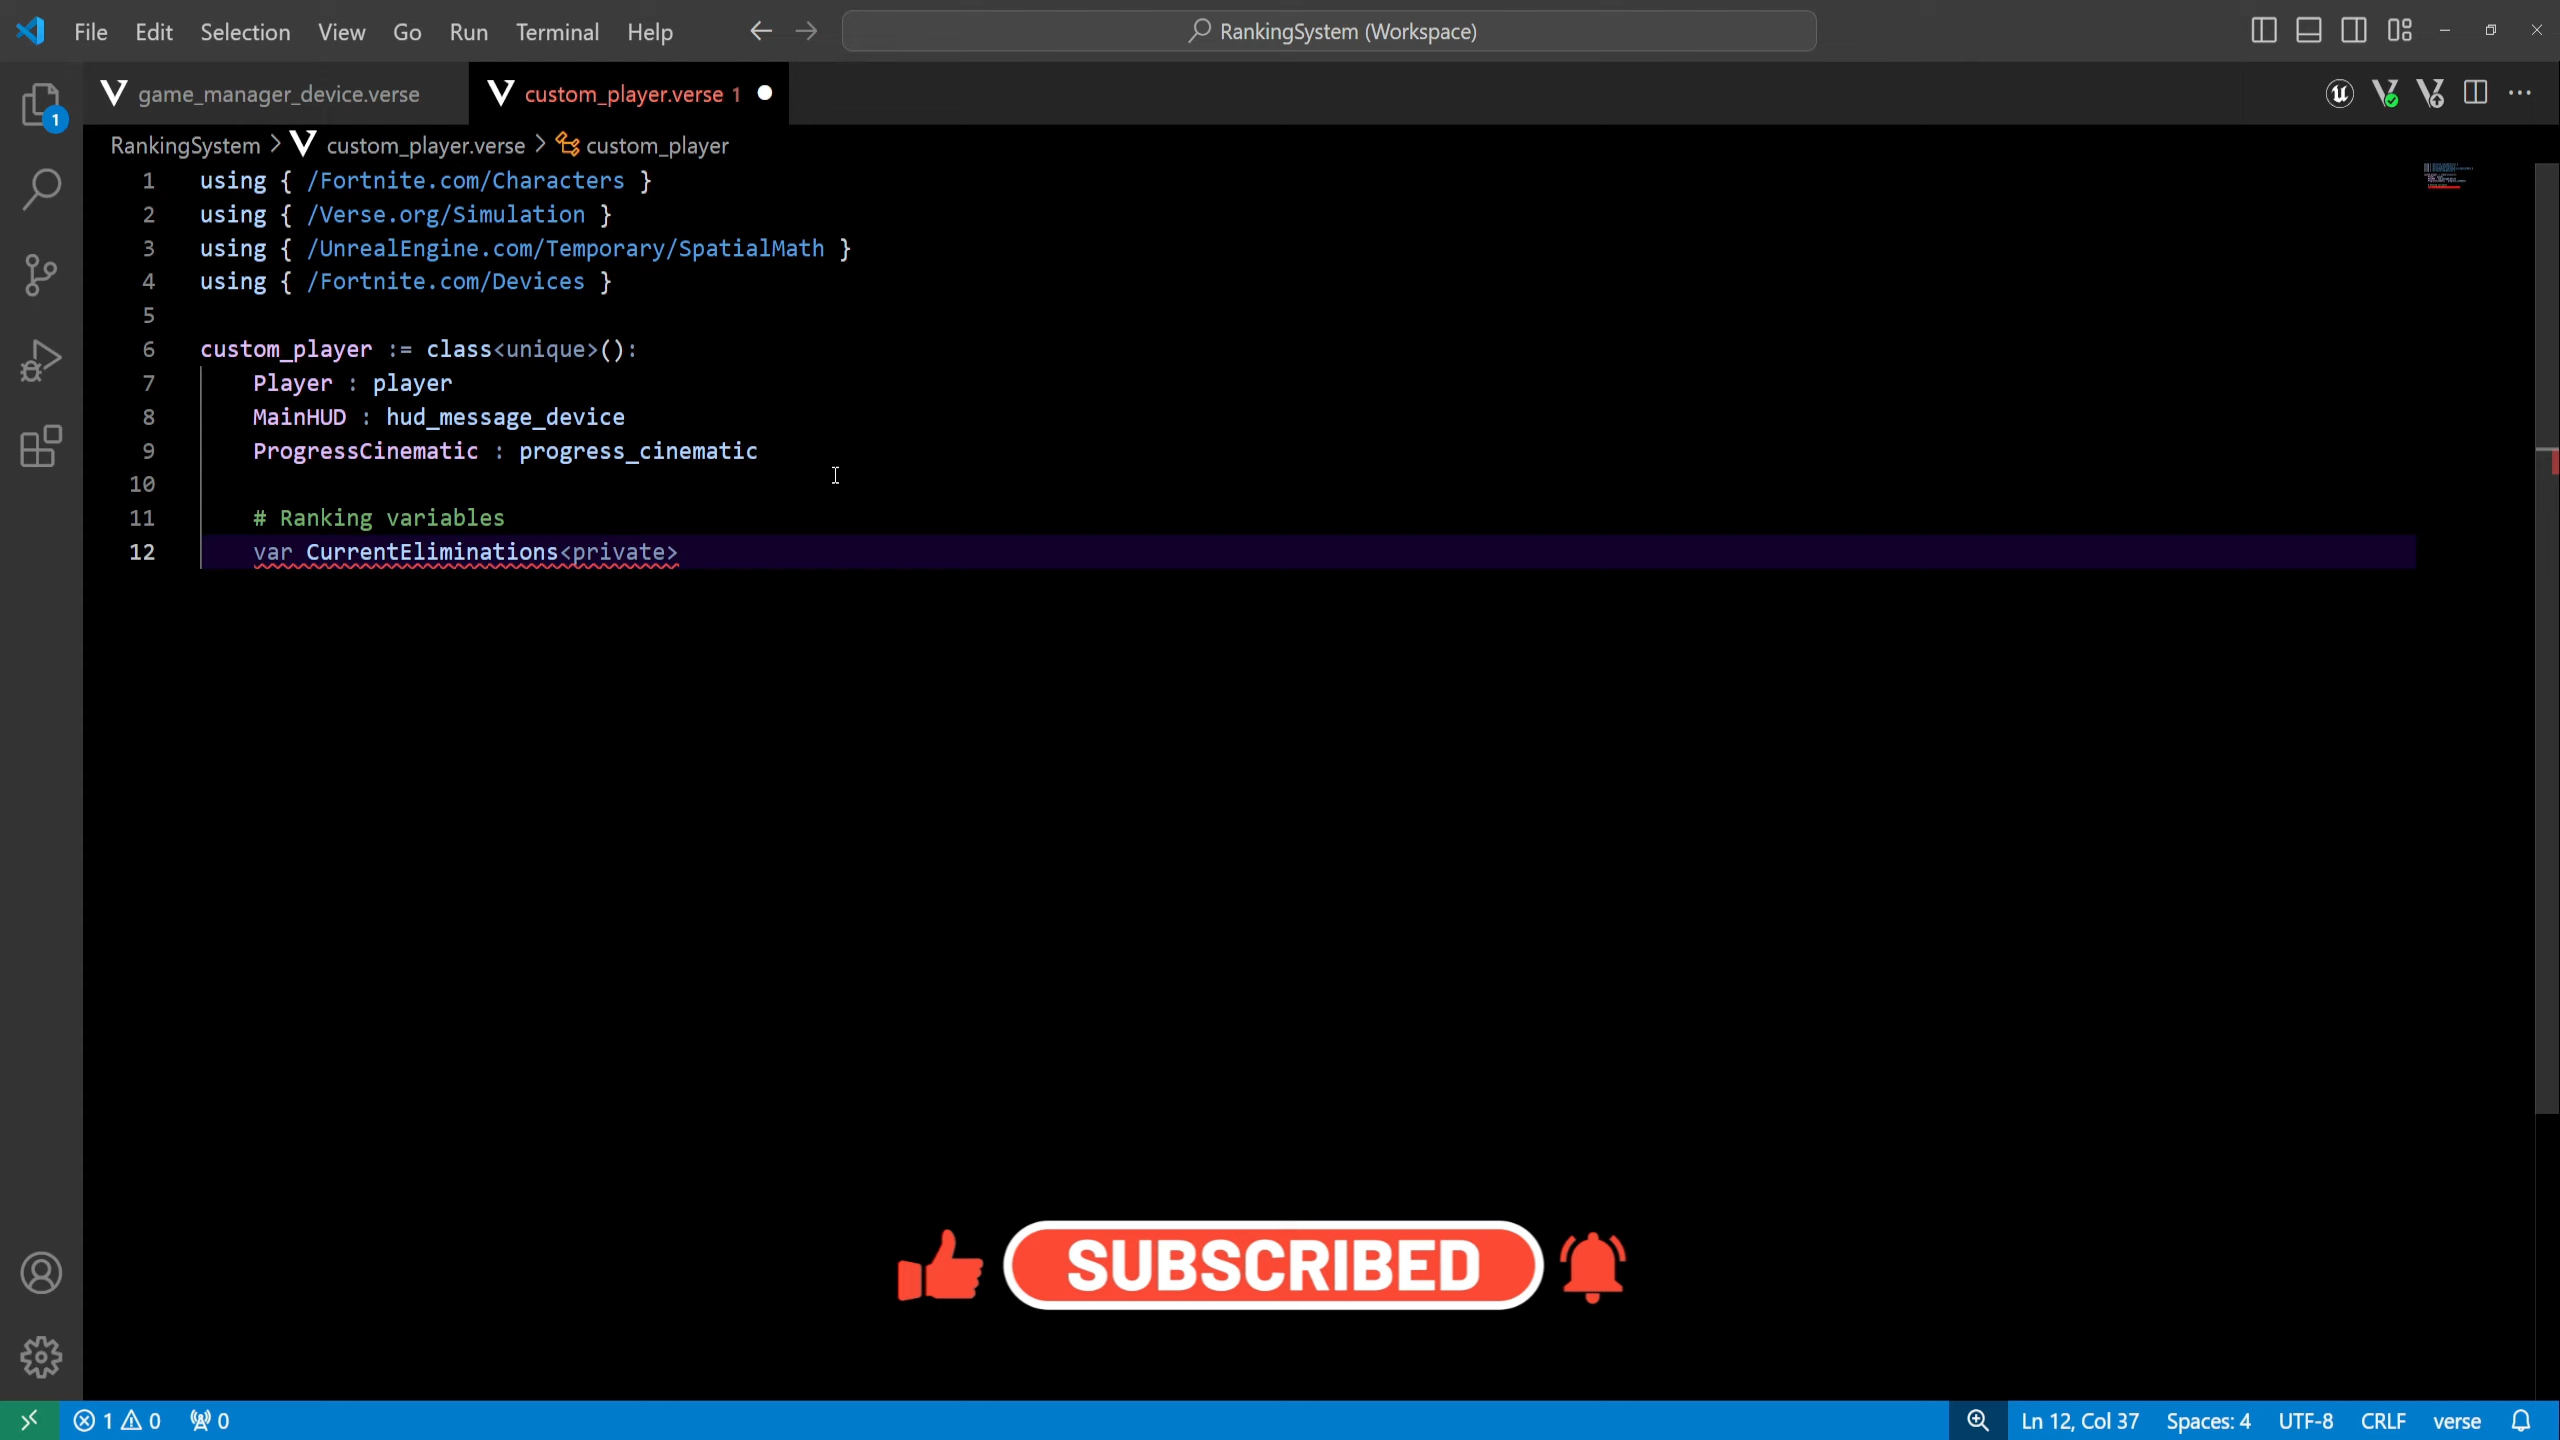 File Edit Selection View Go Run Terminal Help RankingSystem (Workspace)
game_manager_device.verse custom_player.verse 1
RankingSystem > custom_player.verse > custom_player
1 using { /Fortnite.com/Characters }
2 using { /Verse.org/Simulation }
3 using { /UnrealEngine.com/Temporary/SpatialMath }
4 using { /Fortnite.com/Devices }
5
6 custom_player := class<unique>():
7 Player : player
8 MainHUD : hud_message_device
9 ProgressCinematic : progress_cinematic
10
11 # Ranking variables
12 var CurrentEliminations<private>
1
SUBSCRIBED
1 0 0 Ln 12, Col 37 Spaces: 4 UTF-8 CRLF verse